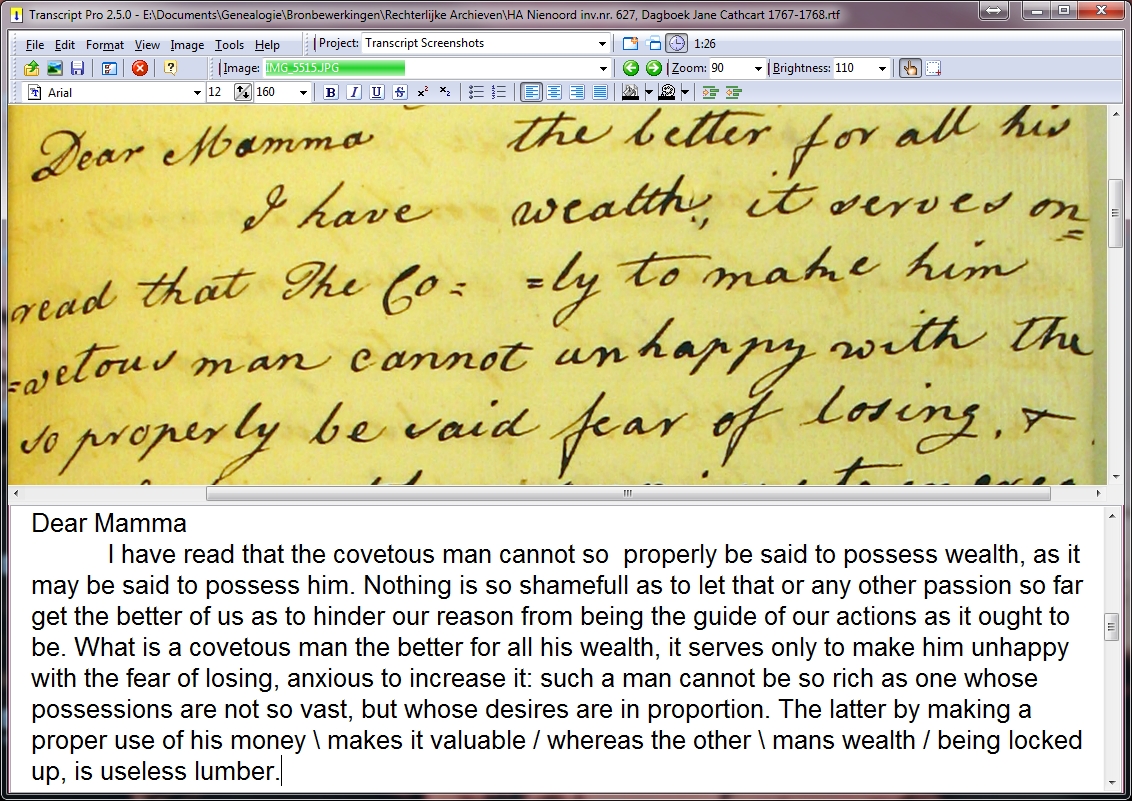 Transcript Pro 2.5.0 - E:\Documents\Genealogie\Bronbewerkingen\Rechterlijke Archieven\HA Nienoord inv.nr. 627, Dagboek Jane Cathcart 1767-1768.rtf
File Edit Format View Image Tools Help Project: Transcript Screenshots 1:26
Image: IMG_5515.JPG Zoom: 90 Brightness: 110
Arial 12 160 B I U S x² x₂
Dear Mamma
I have
read that The Co=
=vetous man cannot
so properly be said
the better for all his
wealth, it serves on
=ly to make him
unhappy with the
fear of losing, &
to
Dear Mamma
I have read that the covetous man cannot so  properly be said to possess wealth, as it
may be said to possess him. Nothing is so shamefull as to let that or any other passion so far
get the better of us as to hinder our reason from being the guide of our actions as it ought to
be. What is a covetous man the better for all his wealth, it serves only to make him unhappy
with the fear of losing, anxious to increase it: such a man cannot be so rich as one whose
possessions are not so vast, but whose desires are in proportion. The latter by making a
proper use of his money \ makes it valuable / whereas the other \ mans wealth / being locked
up, is useless lumber.